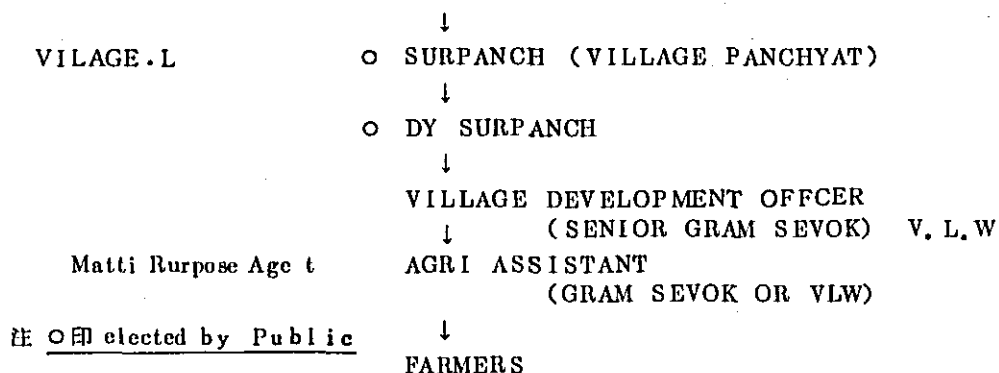 ↓
VILAGE.L ○ SURPANCH (VILLAGE PANCHYAT)
↓
○ DY SURPANCH
↓
VILLAGE DEVELOPMENT OFFCER
(SENIOR GRAM SEVOK) V.L.W
↓
Matti Rurpose Age t AGRI ASSISTANT
(GRAM SEVOK OR VLW)
注 ○印 elected by Public ↓
FARMERS